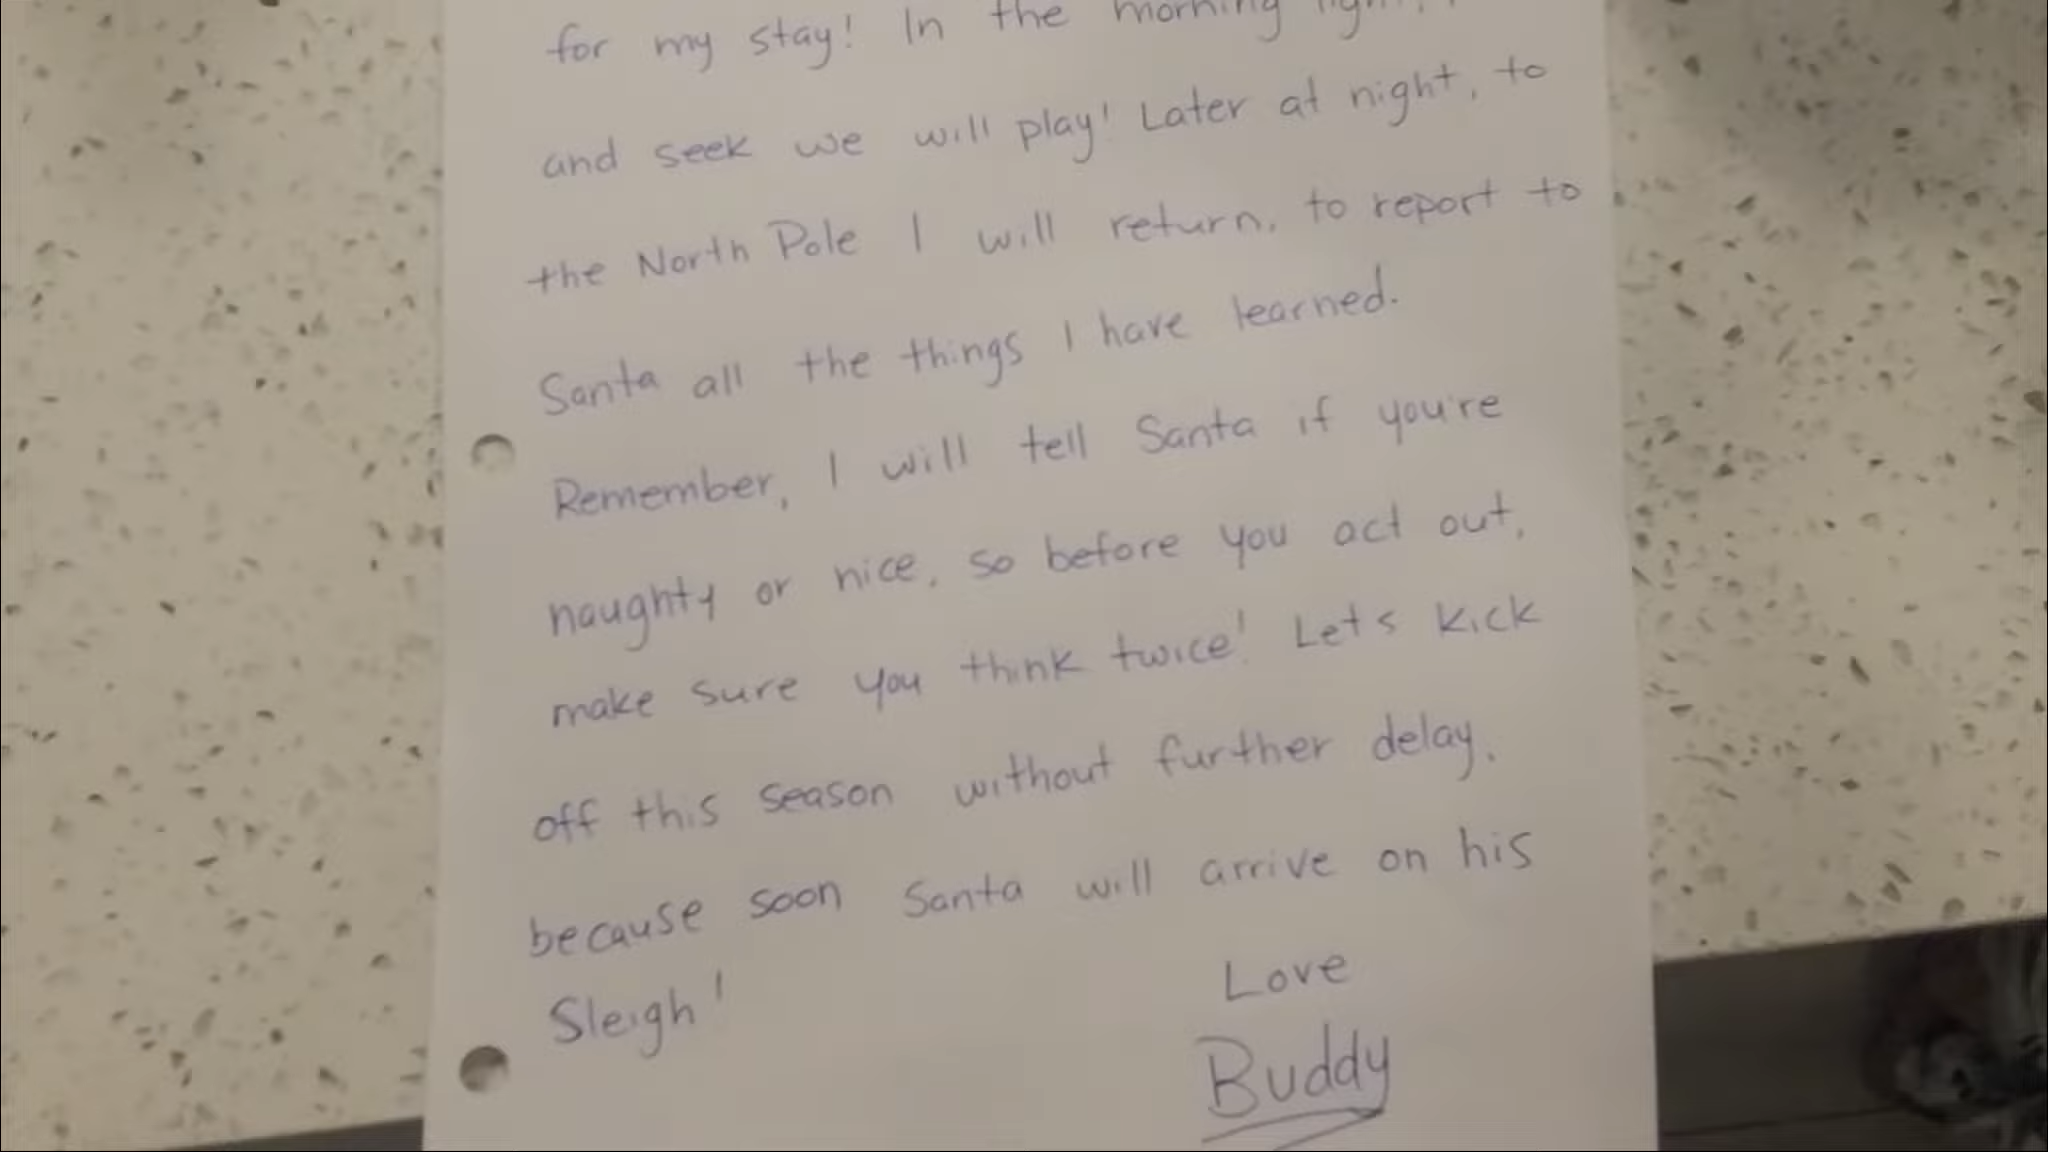 for my stay! In the morning
and seek we will play! Later at night, to
the North Pole I will return, to report to
Santa all the things I have learned.
Remember, I will tell Santa if you're
naughty or nice, so before you act out,
make sure you think twice! Let's kick
off this season without further delay,
because soon Santa will arrive on his
Sleigh!
Love
Buddy